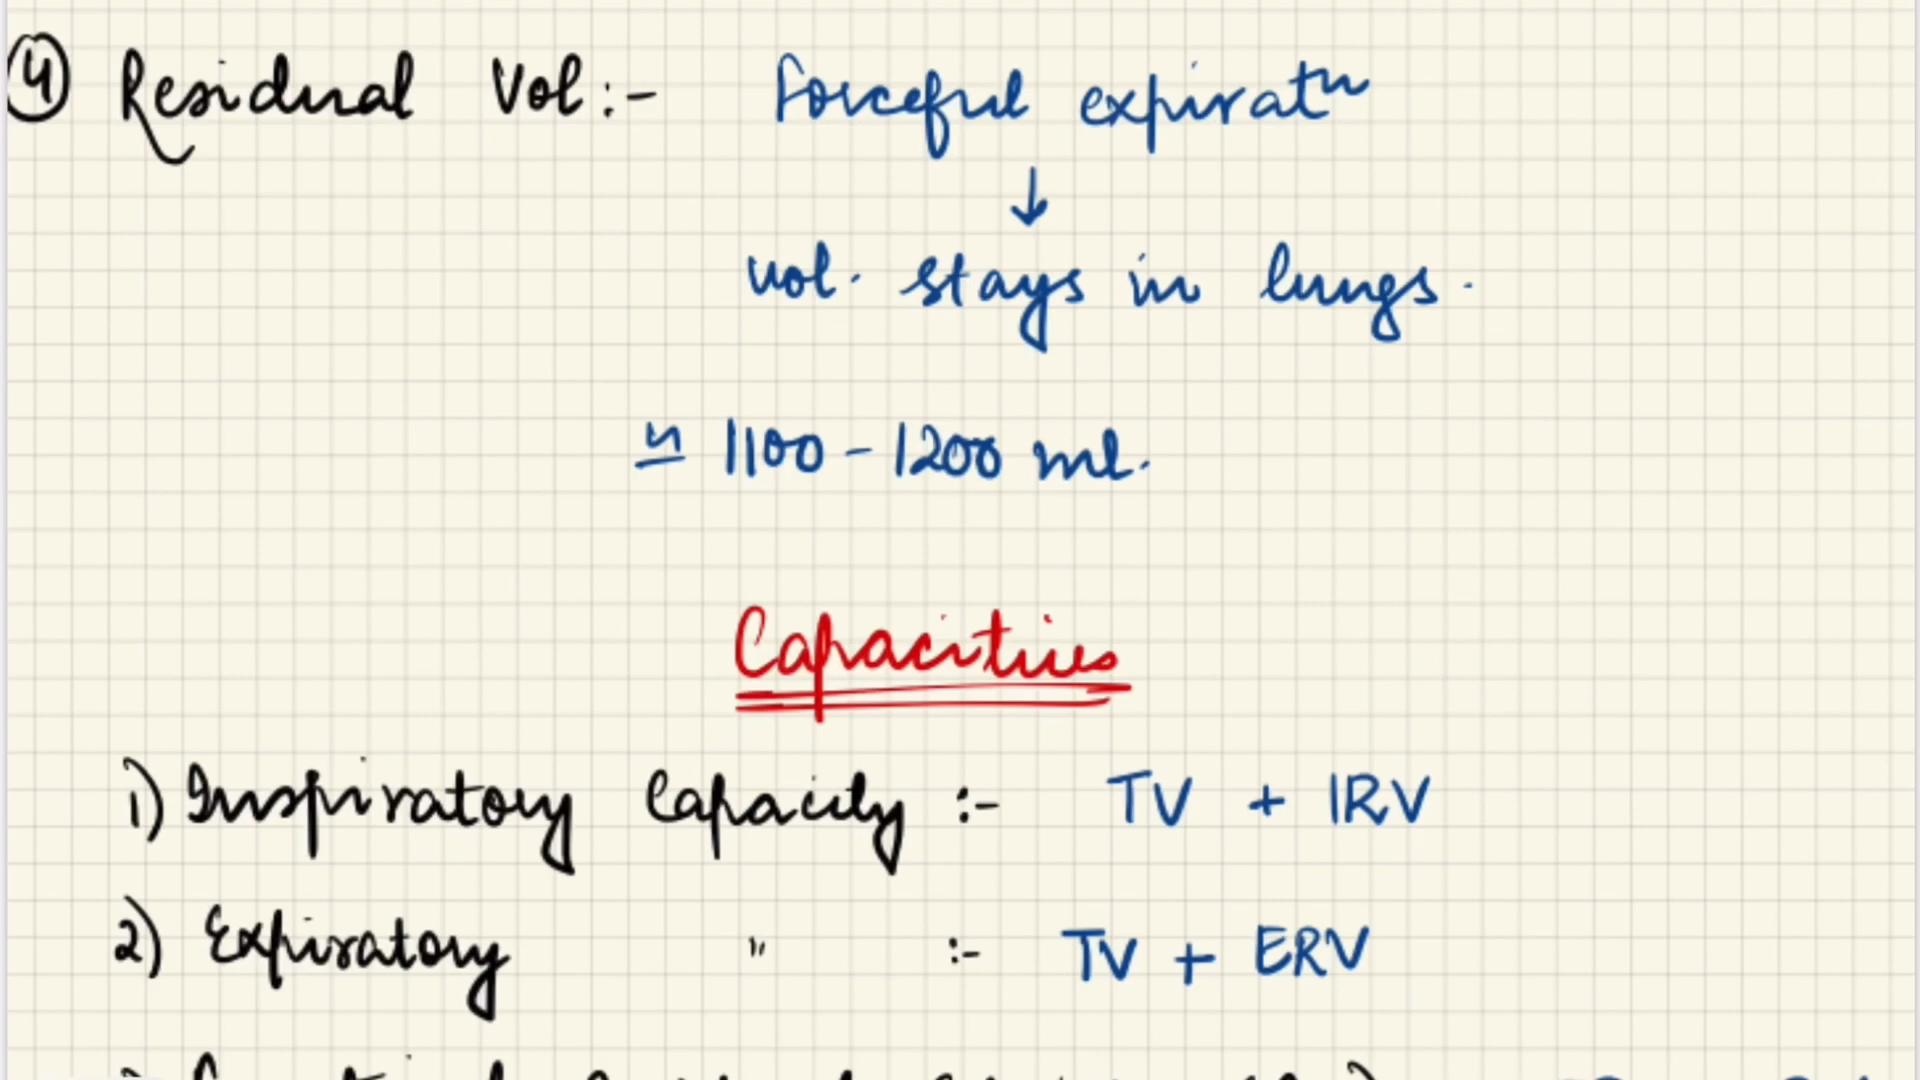 ④ Residual Vol :- Forceful expiratn
↓
vol. stays in lungs.
≃ 1100 - 1200 ml.
Capacities
1) Inspiratory Capacity :- TV + IRV
2) Expiratory " :- TV + ERV